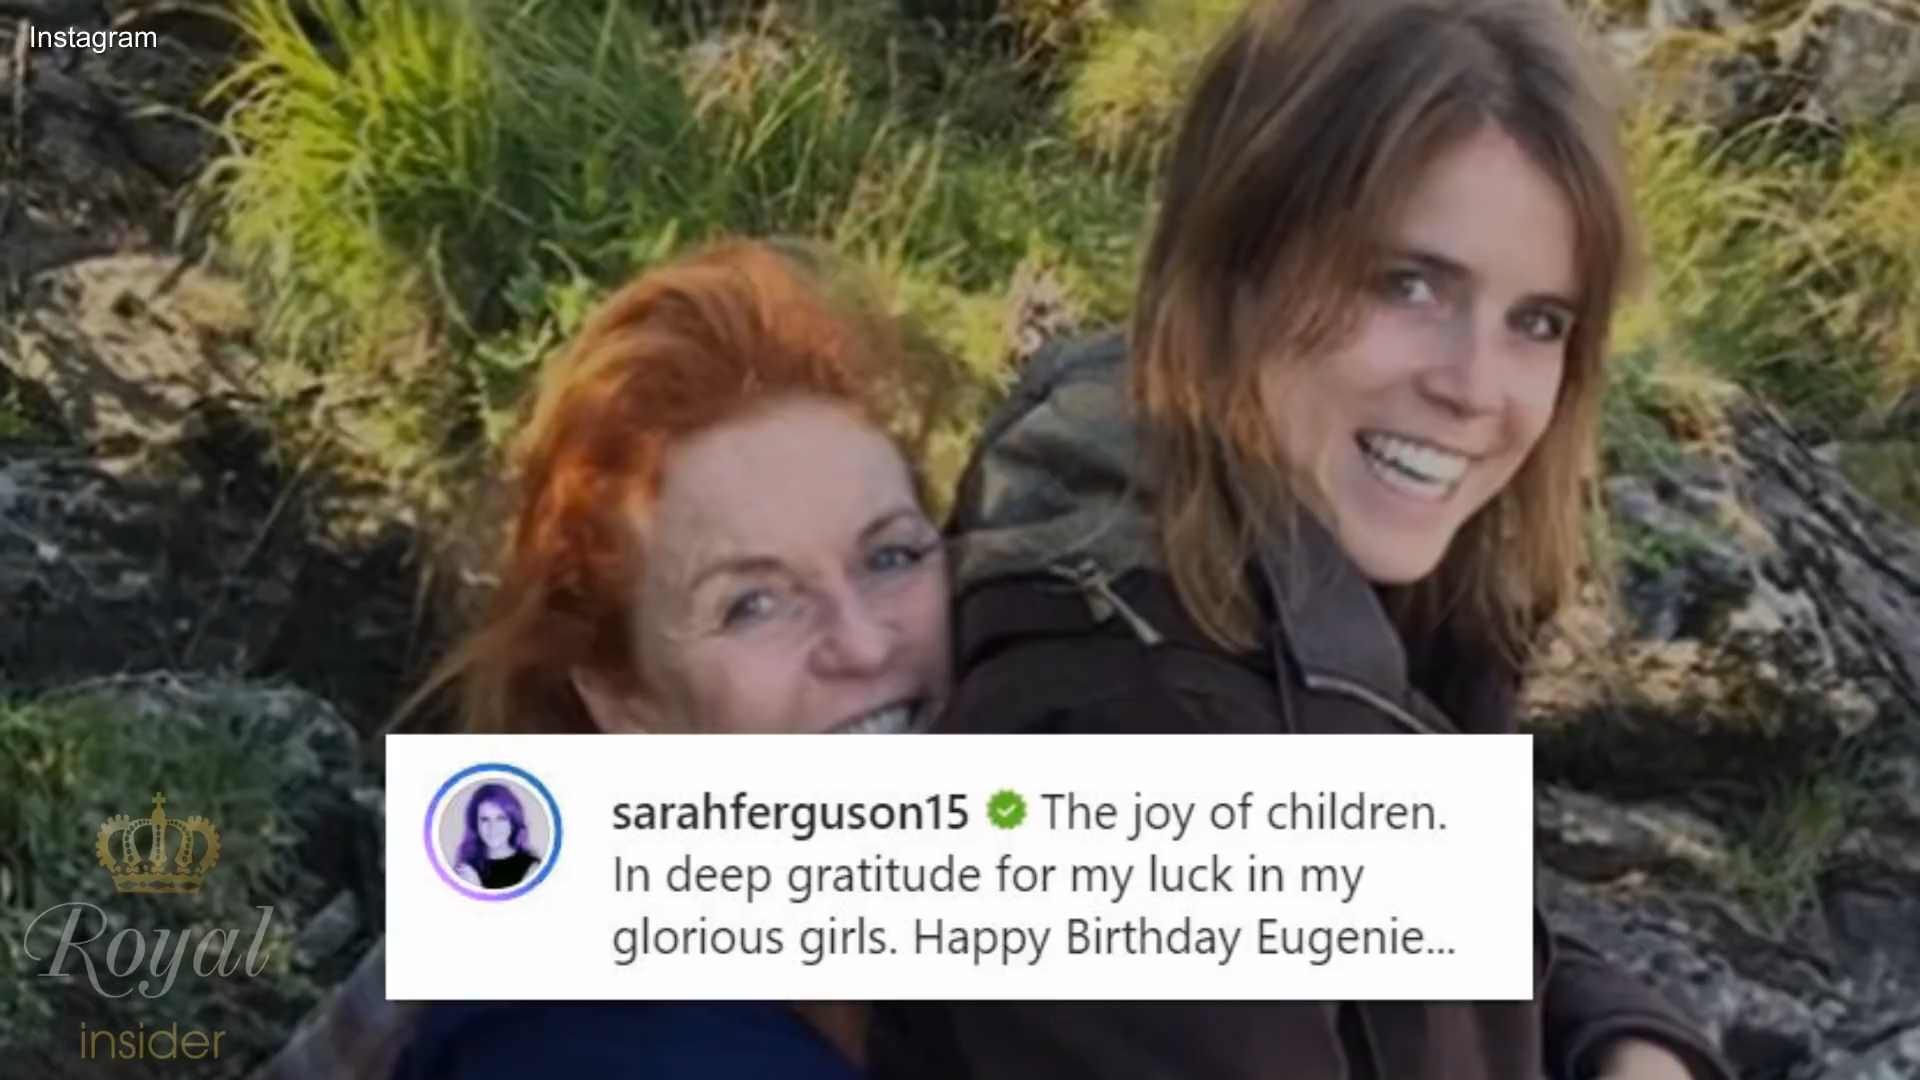 Instagram
sarahferguson15 The joy of children.
In deep gratitude for my luck in my
glorious girls. Happy Birthday Eugenie...
Royal
insider